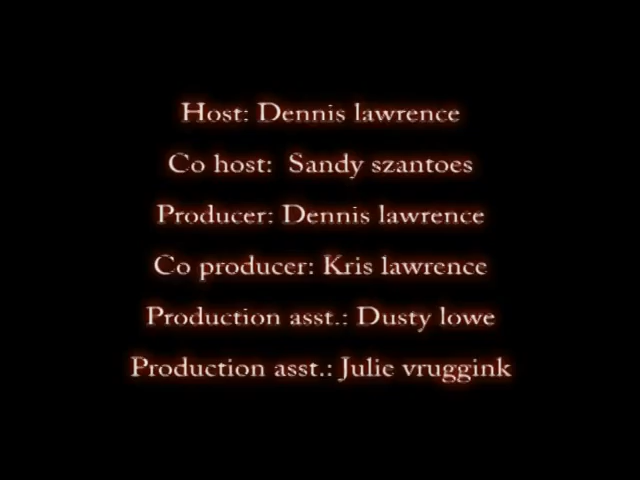 Host: Dennis lawrence
Co host:  Sandy szantoes
Producer: Dennis lawrence
Co producer: Kris lawrence
Production asst.: Dusty lowe
Production asst.: Julie vruggink